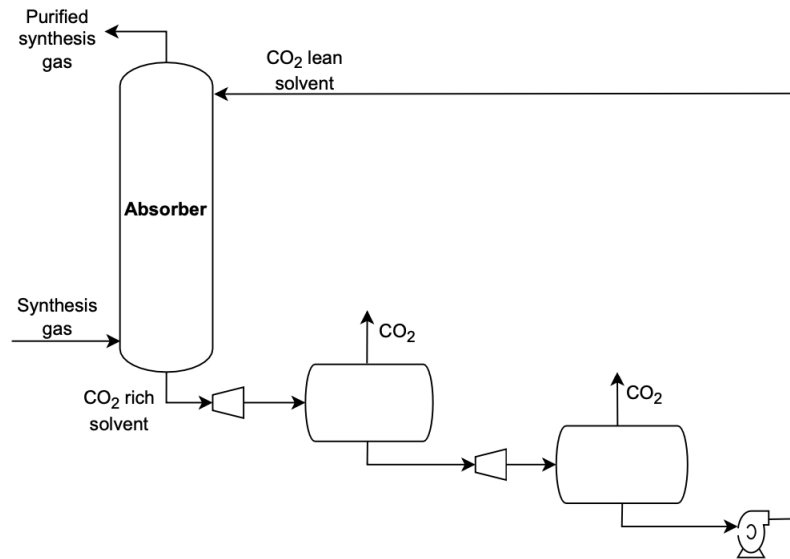 Purified
synthesis
gas
CO₂ lean
solvent
Absorber
Synthesis
gas
CO₂ rich
solvent
CO₂
CO₂